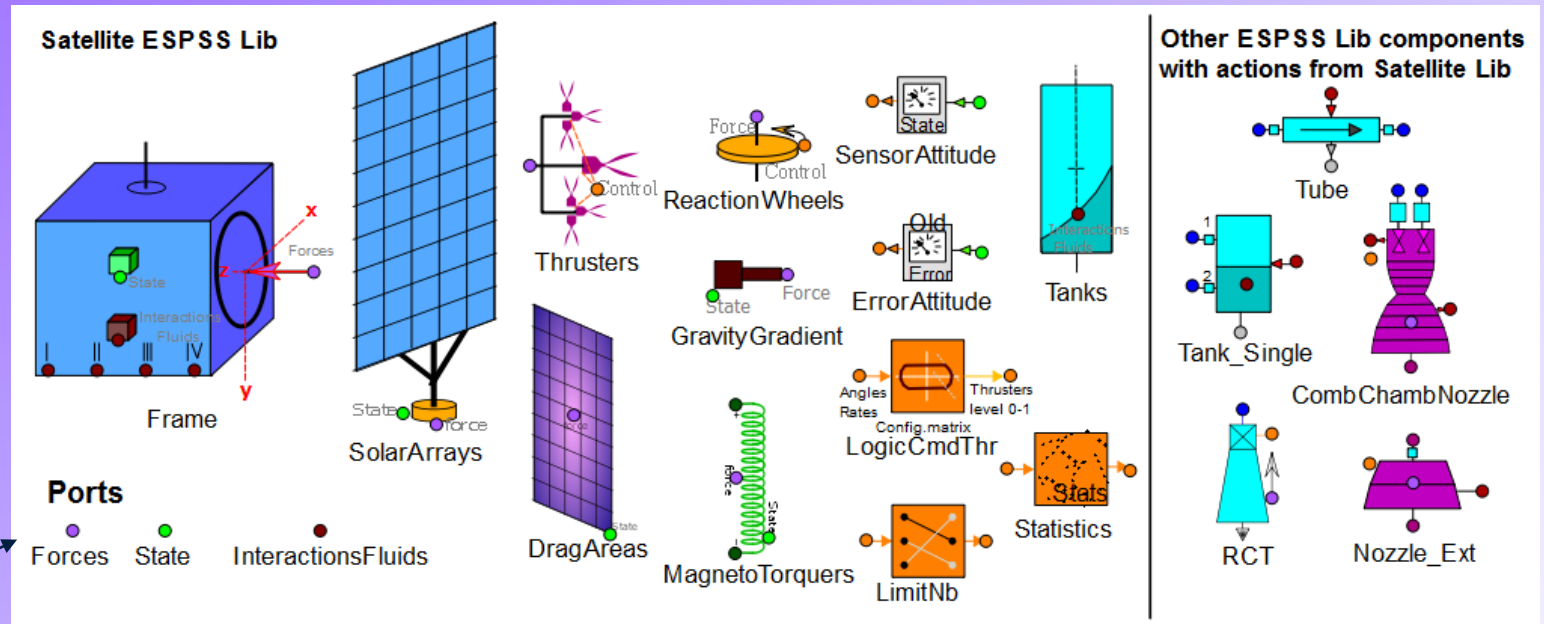 Satellite ESPSS Lib
Other ESPSS Lib components
with actions from Satellite Lib
State
Interactions
Fluids
I II III IV
x
Forces
z
y
Frame
State
Force
SolarArrays
Control
Thrusters
State
DragAreas
Force
Control
ReactionWheels
State
Force
GravityGradient
+
force
State
-
MagnetoTorquers
State
SensorAttitude
Old
Error
ErrorAttitude
Angles
Rates
Thrusters
level 0-1
Config.matrix
LogicCmdThr
LimitNb
Stats
Statistics
Interactions
Fluids
Tanks
Tube
1
2
Tank_Single
CombChambNozzle
RCT
Nozzle_Ext
Ports
Forces
State
InteractionsFluids